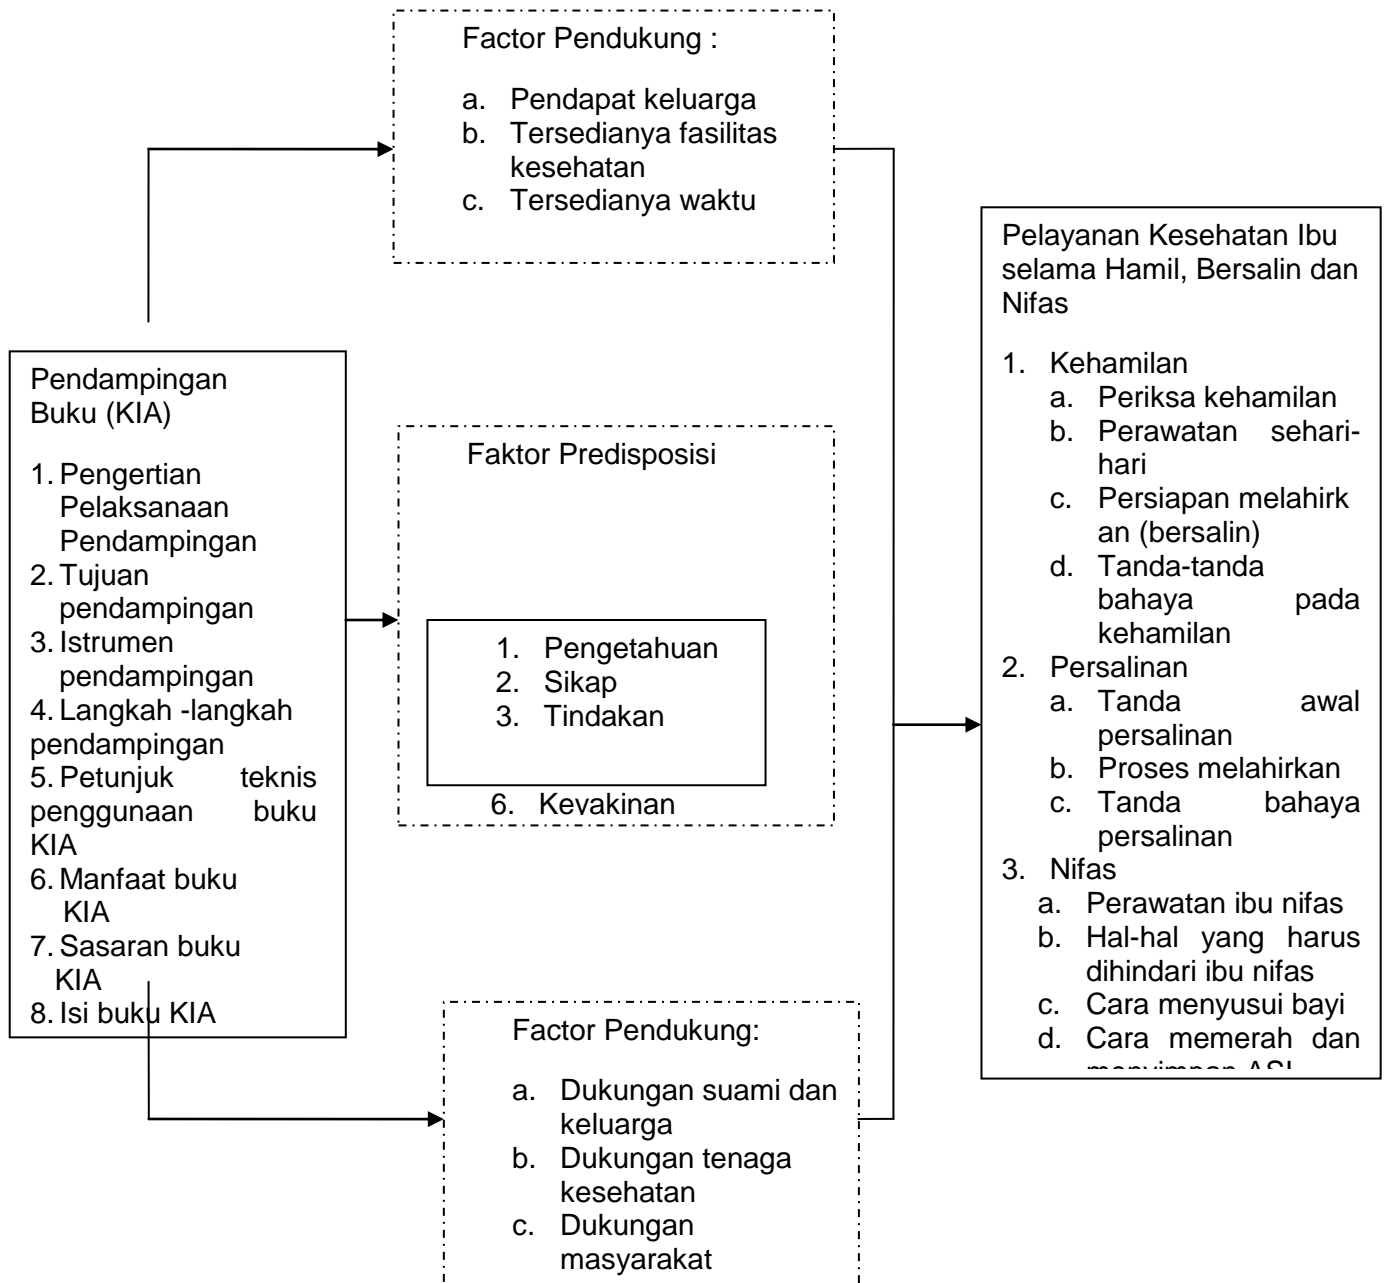 Factor Pendukung :
a. Pendapat keluarga
b. Tersedianya fasilitas
kesehatan
c. Tersedianya waktu
Pendampingan
Buku (KIA)
1. Pengertian
Pelaksanaan
Pendampingan
2. Tujuan
pendampingan
3. Istrumen
pendampingan
4. Langkah -langkah
pendampingan
5. Petunjuk teknis
penggunaan buku
KIA
6. Manfaat buku
KIA
7. Sasaran buku
KIA
8. Isi buku KIA
Faktor Predisposisi
1. Pengetahuan
2. Sikap
3. Tindakan
6. Keyakinan
Factor Pendukung:
a. Dukungan suami dan
keluarga
b. Dukungan tenaga
kesehatan
c. Dukungan
masyarakat
Pelayanan Kesehatan Ibu
selama Hamil, Bersalin dan
Nifas
1. Kehamilan
a. Periksa kehamilan
b. Perawatan sehari-
hari
c. Persiapan melahirk
an (bersalin)
d. Tanda-tanda
bahaya pada
kehamilan
2. Persalinan
a. Tanda awal
persalinan
b. Proses melahirkan
c. Tanda bahaya
persalinan
3. Nifas
a. Perawatan ibu nifas
b. Hal-hal yang harus
dihindari ibu nifas
c. Cara menyusui bayi
d. Cara memerah dan
menyimpan ASI